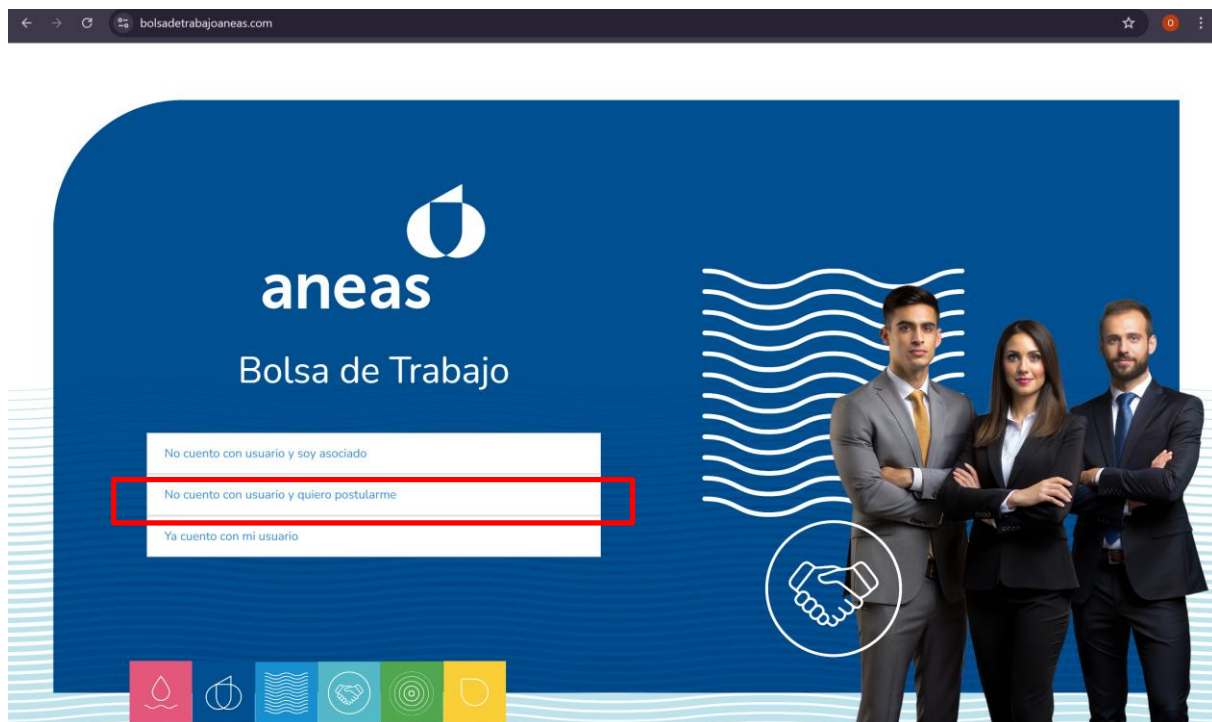 bolsadetrabajoaneas.com
O
aneas
Bolsa de Trabajo
No cuento con usuario y soy asociado
No cuento con usuario y quiero postularme
Ya cuento con mi usuario